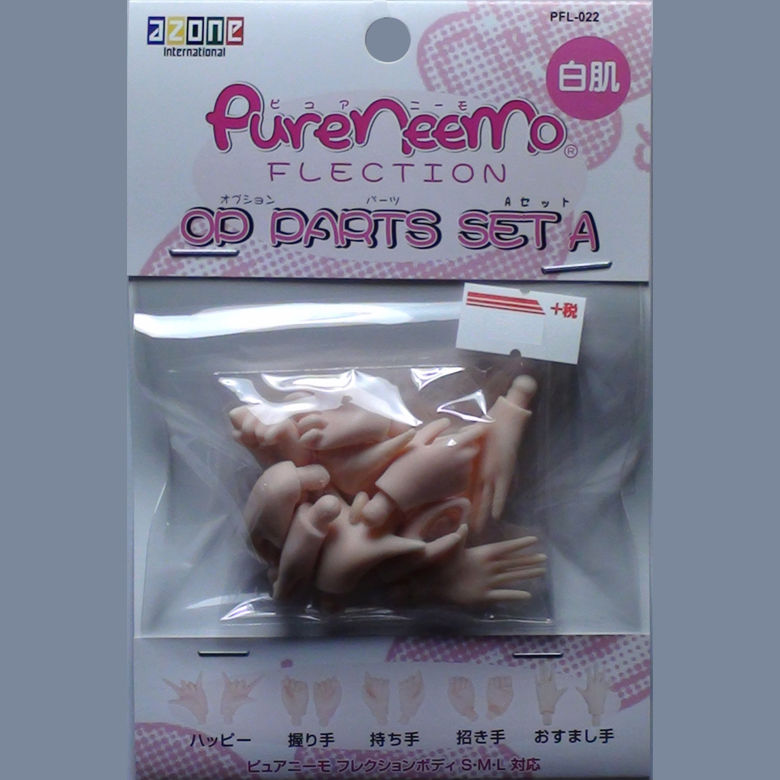 PFL-022
azone
International
白肌
ピュアニーモ
PureNeemo®
FLECTION
オプション パーツ Aセット
OP PARTS SET A
+税
ハッピー 握り手 持ち手 招き手 おすまし手
ピュアニーモ フレクションボディ S・M・L 対応